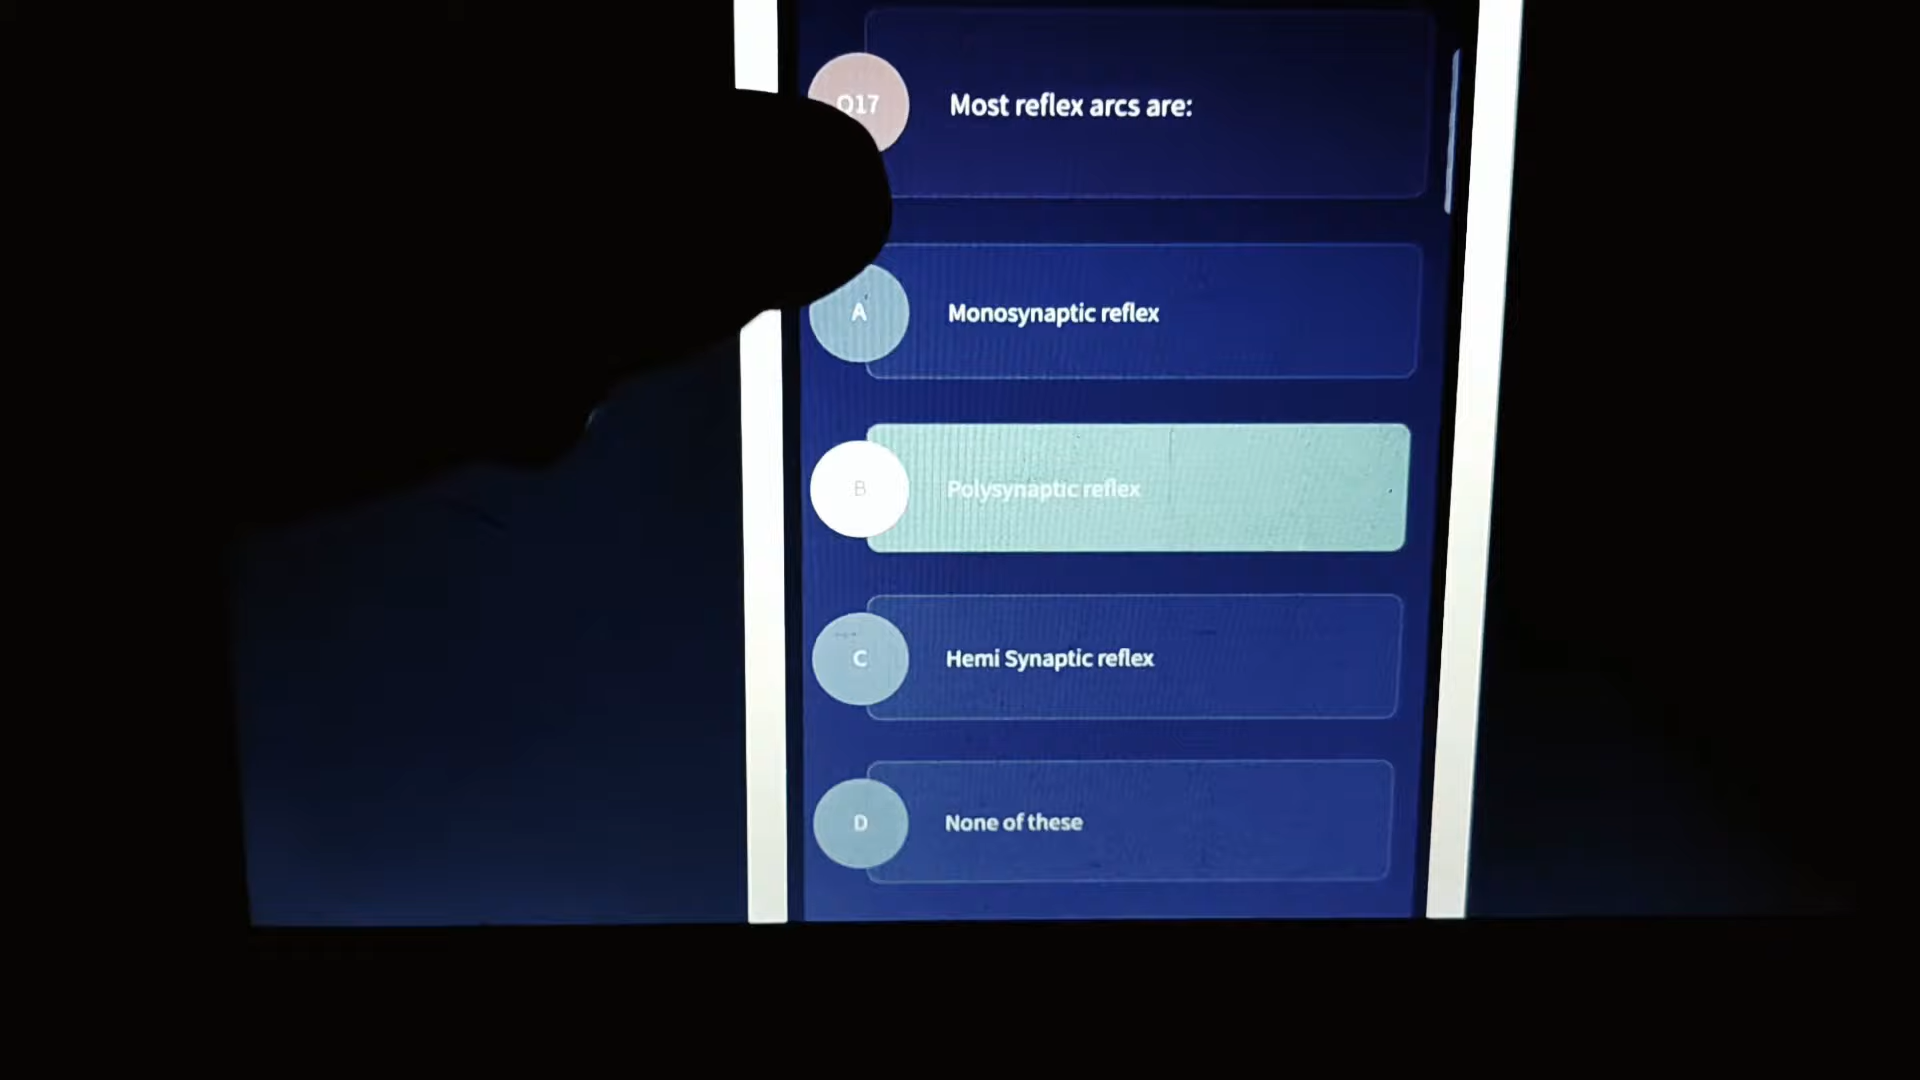 Q17 Most reflex arcs are:
A Monosynaptic reflex
B Polysynaptic reflex
C Hemi Synaptic reflex
D None of these